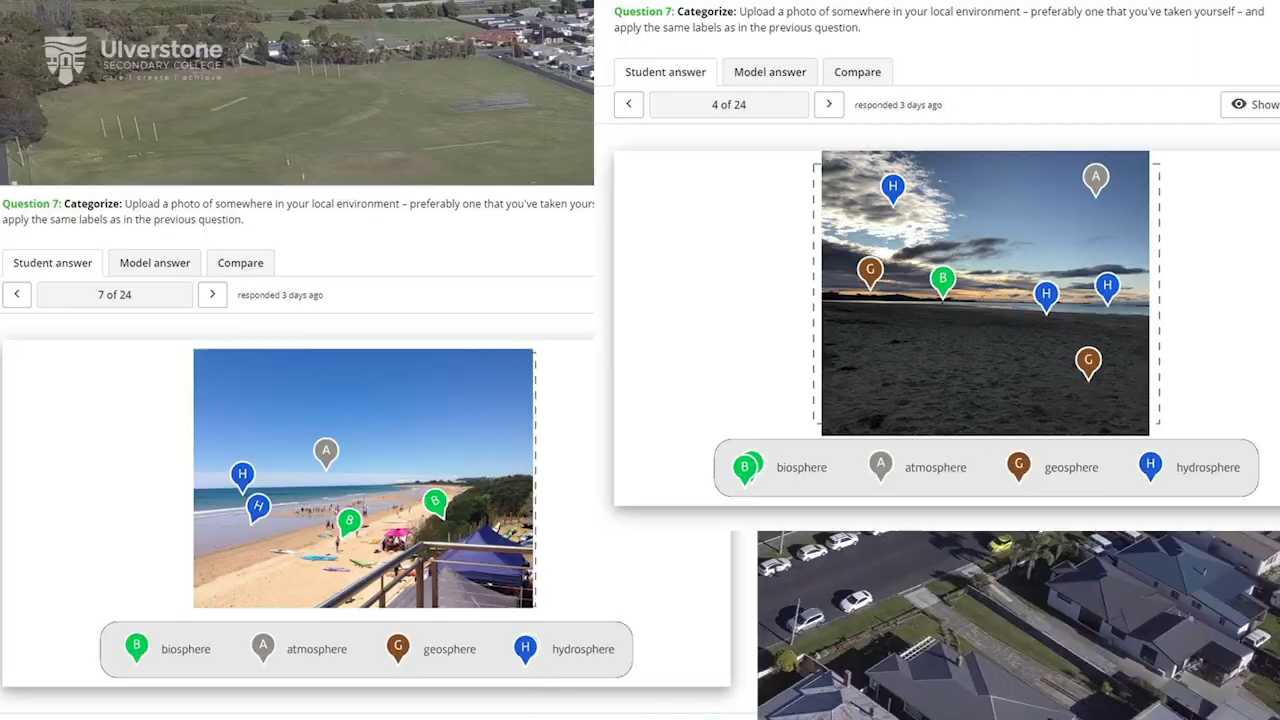 Ulverstone
SECONDARY COLLEGE
care | create | achieve
Question 7: Categorize: Upload a photo of somewhere in your local environment – preferably one that you've taken yours
apply the same labels as in the previous question.
Student answer
Model answer
Compare
<
7 of 24
>
responded 3 days ago
A
H
H
B
B
B
biosphere
A
atmosphere
G
geosphere
H
hydrosphere
Question 7: Categorize: Upload a photo of somewhere in your local environment – preferably one that you've taken yourself – and
apply the same labels as in the previous question.
Student answer
Model answer
Compare
<
4 of 24
>
responded 3 days ago
Show
H
A
G
B
H
H
G
B
biosphere
A
atmosphere
G
geosphere
H
hydrosphere